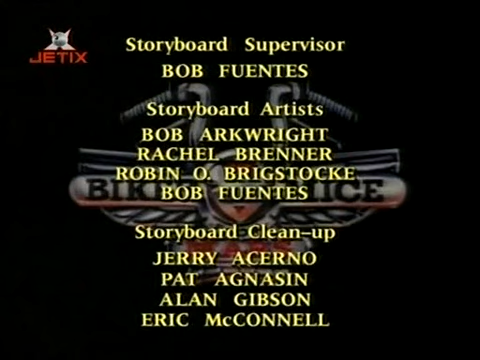 JETIX
Storyboard Supervisor
BOB FUENTES
Storyboard Artists
BOB ARKWRIGHT
RACHEL BRENNER
ROBIN O. BRIGSTOCKE
BOB FUENTES
Storyboard Clean-up
JERRY ACERNO
PAT AGNASIN
ALAN GIBSON
ERIC McCONNELL